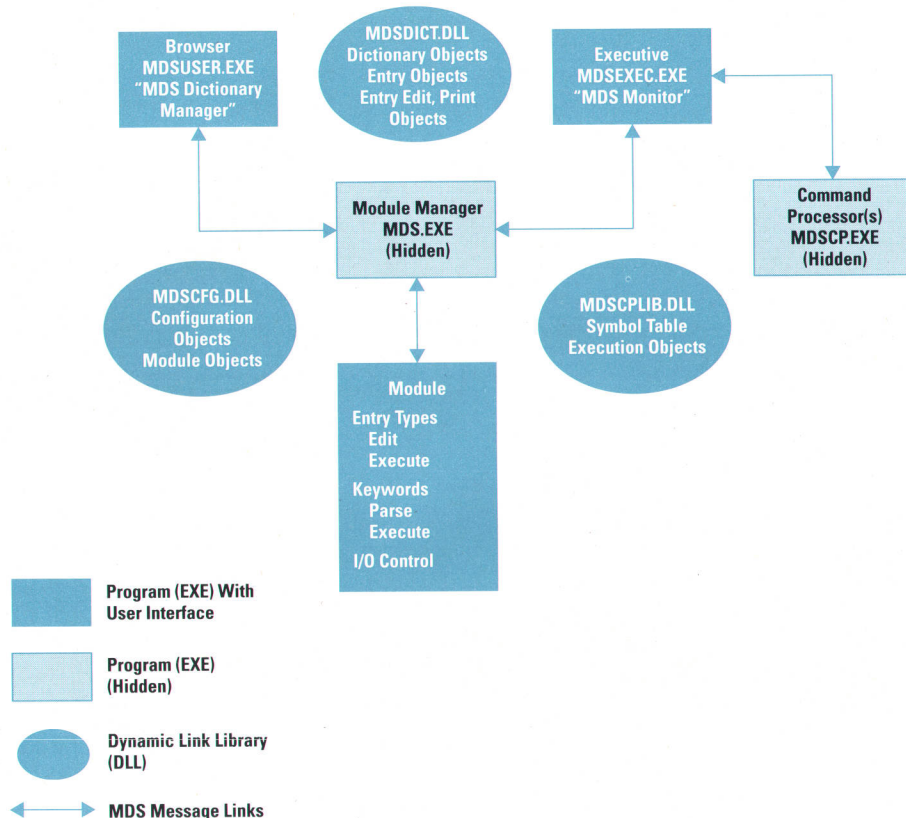 Browser
MDSUSER.EXE
“MDS Dictionary
Manager”
MDSDICT.DLL
Dictionary Objects
Entry Objects
Entry Edit, Print
Objects
Executive
MDSEXEC.EXE
“MDS Monitor”
Module Manager
MDS.EXE
(Hidden)
Command
Processor(s)
MDSCP.EXE
(Hidden)
MDSCFG.DLL
Configuration
Objects
Module Objects
MDSCPLIB.DLL
Symbol Table
Execution Objects
Module
Entry Types
Edit
Execute
Keywords
Parse
Execute
I/O Control
Program (EXE) With
User Interface
Program (EXE)
(Hidden)
Dynamic Link Library
(DLL)
MDS Message Links